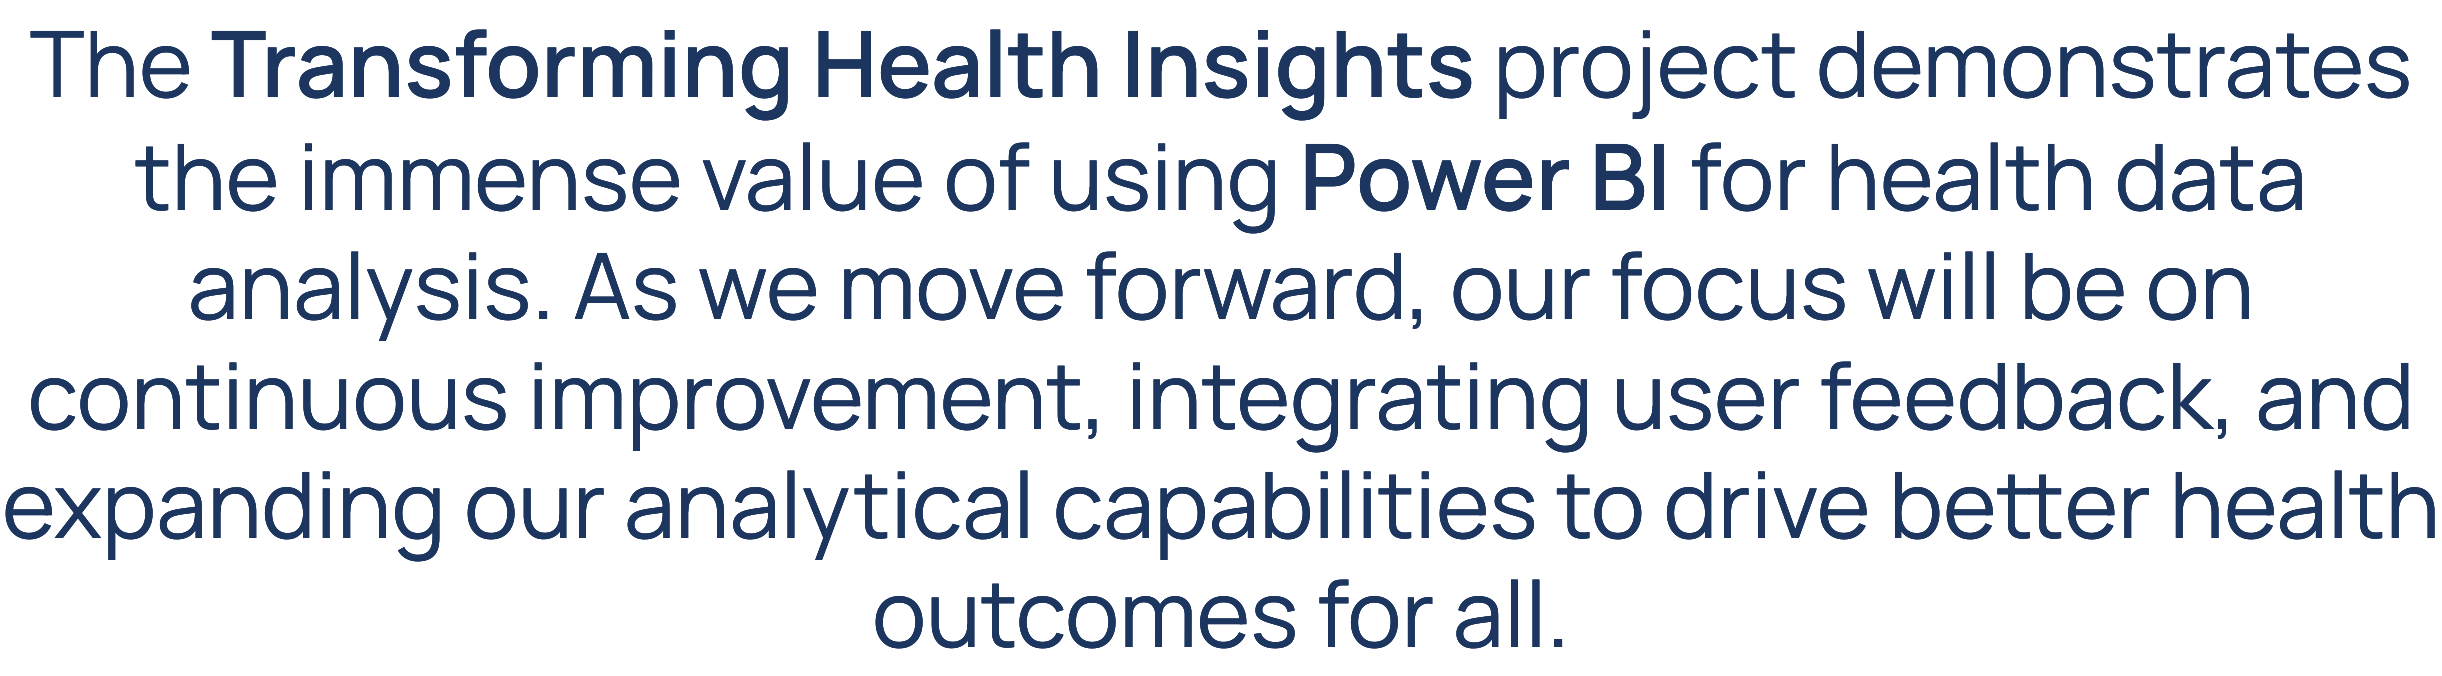 The Transforming Health Insights project demonstrates
the immense value of using Power BI for health data
analysis. As we move forward, our focus will be on
continuous improvement, integrating user feedback, and
expanding our analytical capabilities to drive better health
outcomes for all.